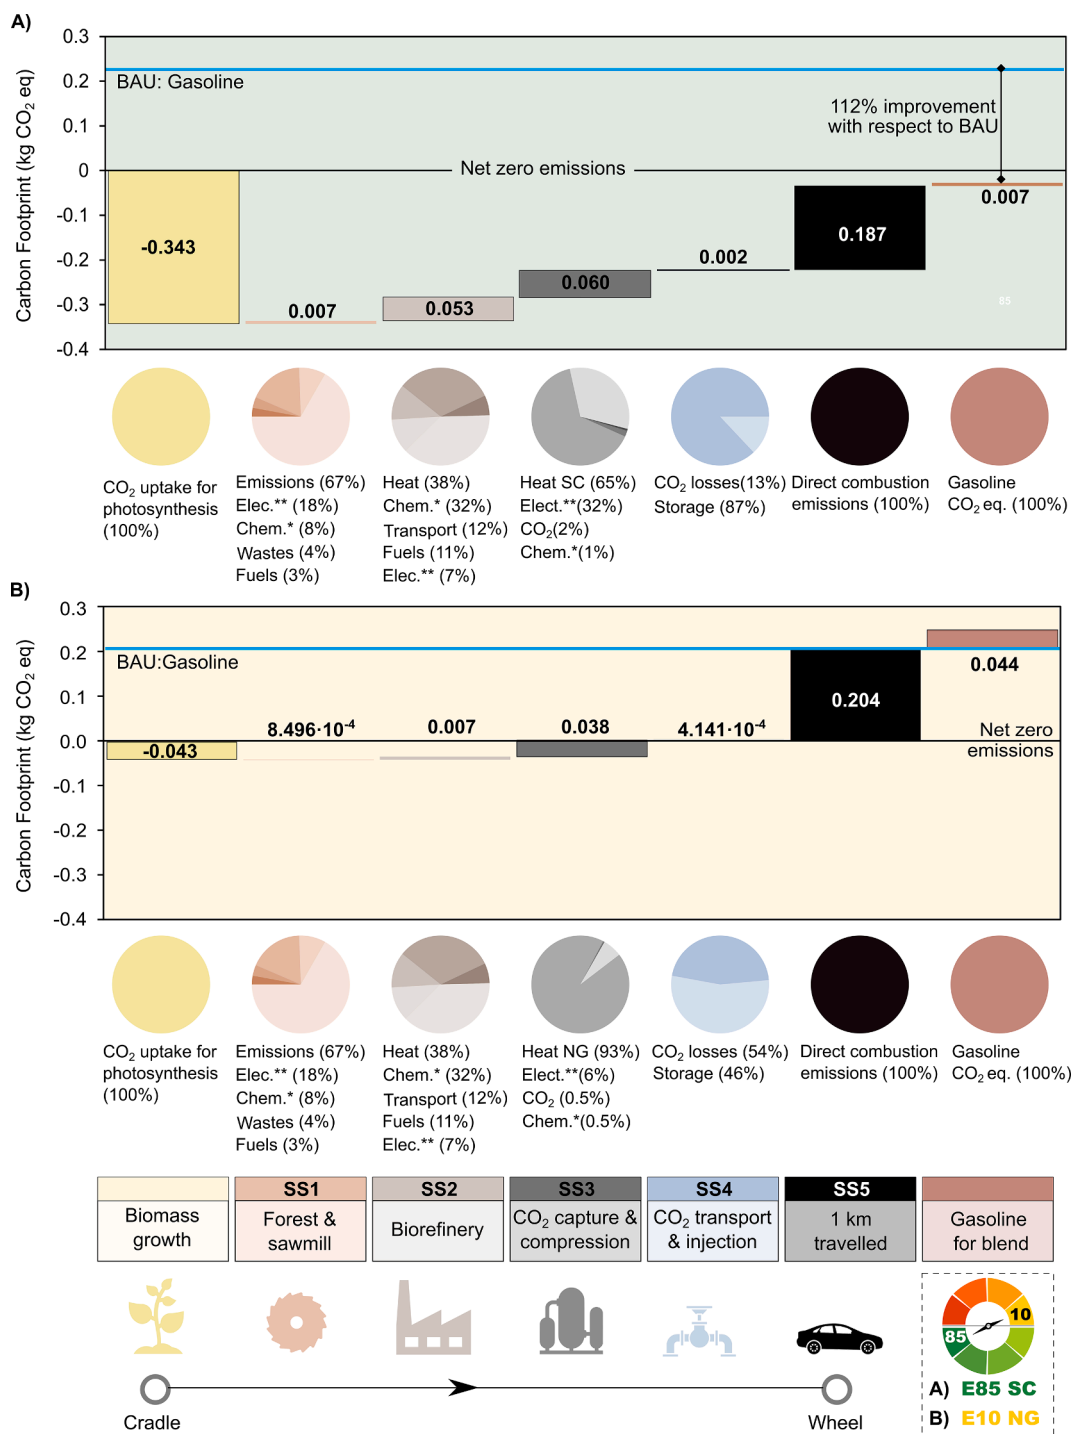 A)
Carbon Footprint (kg CO2 eq)
0.3
0.2
0.1
0
-0.1
-0.2
-0.3
-0.4
BAU: Gasoline
112% improvement
with respect to BAU
Net zero emissions
-0.343
0.007
0.053
0.060
0.002
0.187
0.007
85
CO2 uptake for
photosynthesis
(100%)
Emissions (67%)
Elec.** (18%)
Chem.* (8%)
Wastes (4%)
Fuels (3%)
Heat (38%)
Chem.* (32%)
Transport (12%)
Fuels (11%)
Elec.** (7%)
Heat SC (65%)
Elect.**(32%)
CO2(2%)
Chem.*(1%)
CO2 losses(13%)
Storage (87%)
Direct combustion
emissions (100%)
Gasoline
CO2 eq. (100%)
B)
Carbon Footprint (kg CO2 eq)
0.3
0.2
0.1
0.0
-0.1
-0.2
-0.3
-0.4
BAU:Gasoline
-0.043
8.496·10-4
0.007
0.038
4.141·10-4
0.204
0.044
Net zero
emissions
CO2 uptake for
photosynthesis
(100%)
Emissions (67%)
Elec.** (18%)
Chem.* (8%)
Wastes (4%)
Fuels (3%)
Heat (38%)
Chem.* (32%)
Transport (12%)
Fuels (11%)
Elec.** (7%)
Heat NG (93%)
Elect.**(6%)
CO2 (0.5%)
Chem.*(0.5%)
CO2 losses (54%)
Storage (46%)
Direct combustion
emissions (100%)
Gasoline
CO2 eq. (100%)
Biomass
growth
SS1
Forest &
sawmill
SS2
Biorefinery
SS3
CO2 capture &
compression
SS4
CO2 transport
& injection
SS5
1 km
travelled
Gasoline
for blend
10
85
A) E85 SC
B) E10 NG
Cradle
Wheel